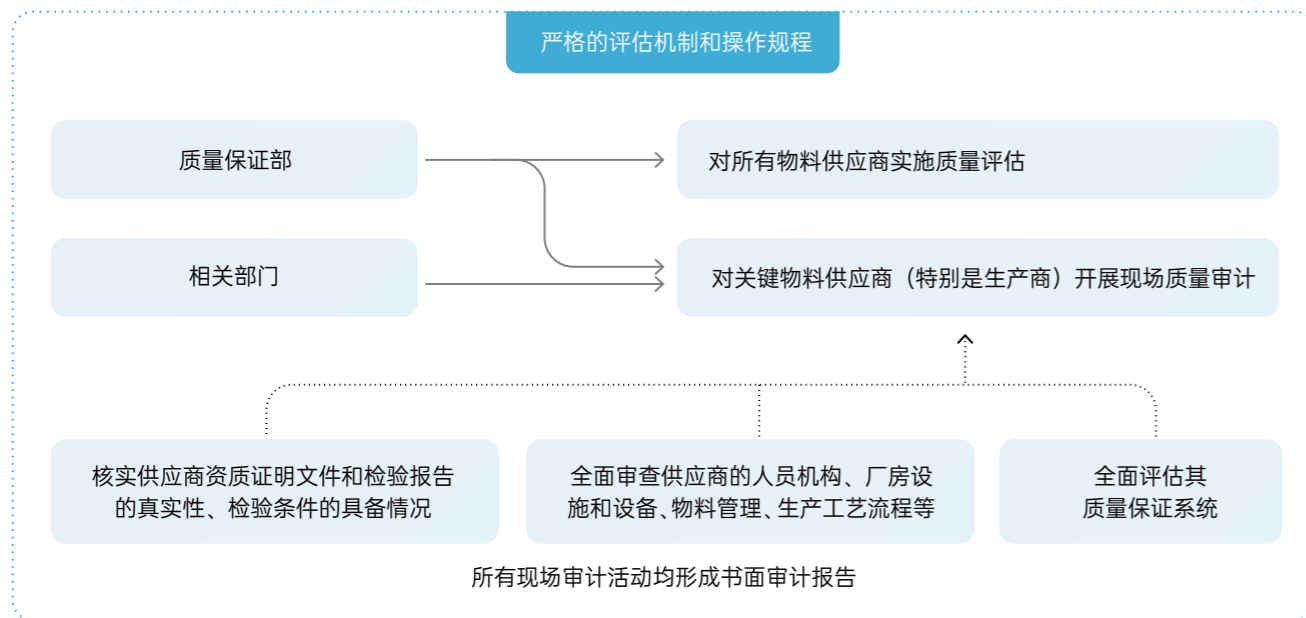 严格的评估机制和操作规程
质量保证部
对所有物料供应商实施质量评估
相关部门
对关键物料供应商（特别是生产商）开展现场质量审计
核实供应商资质证明文件和检验报告
的真实性、检验条件的具备情况
全面审查供应商的人员机构、厂房设
施和设备、物料管理、生产工艺流程等
全面评估其
质量保证系统
所有现场审计活动均形成书面审计报告